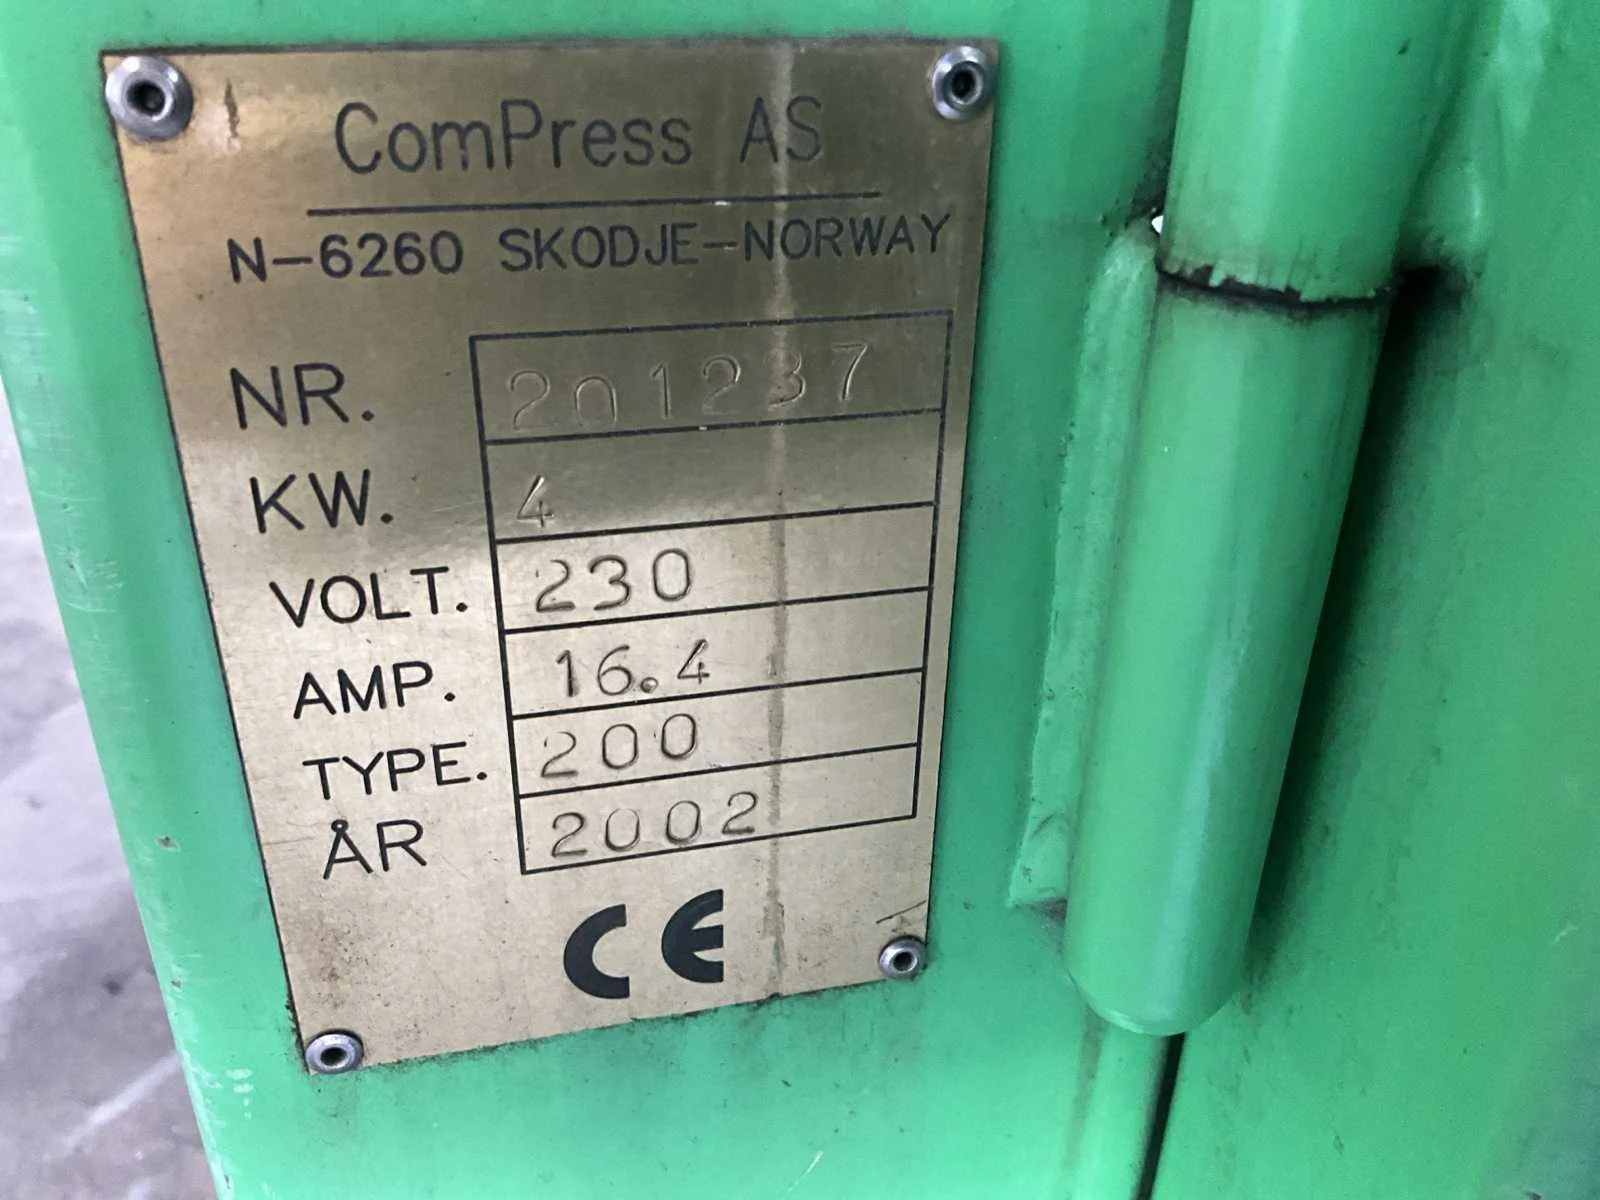 ComPress AS
N-6260 SKODJE-NORWAY
NR. 201237
KW. 4
VOLT. 230
AMP. 16.4
TYPE. 200
ÅR 2002
CE